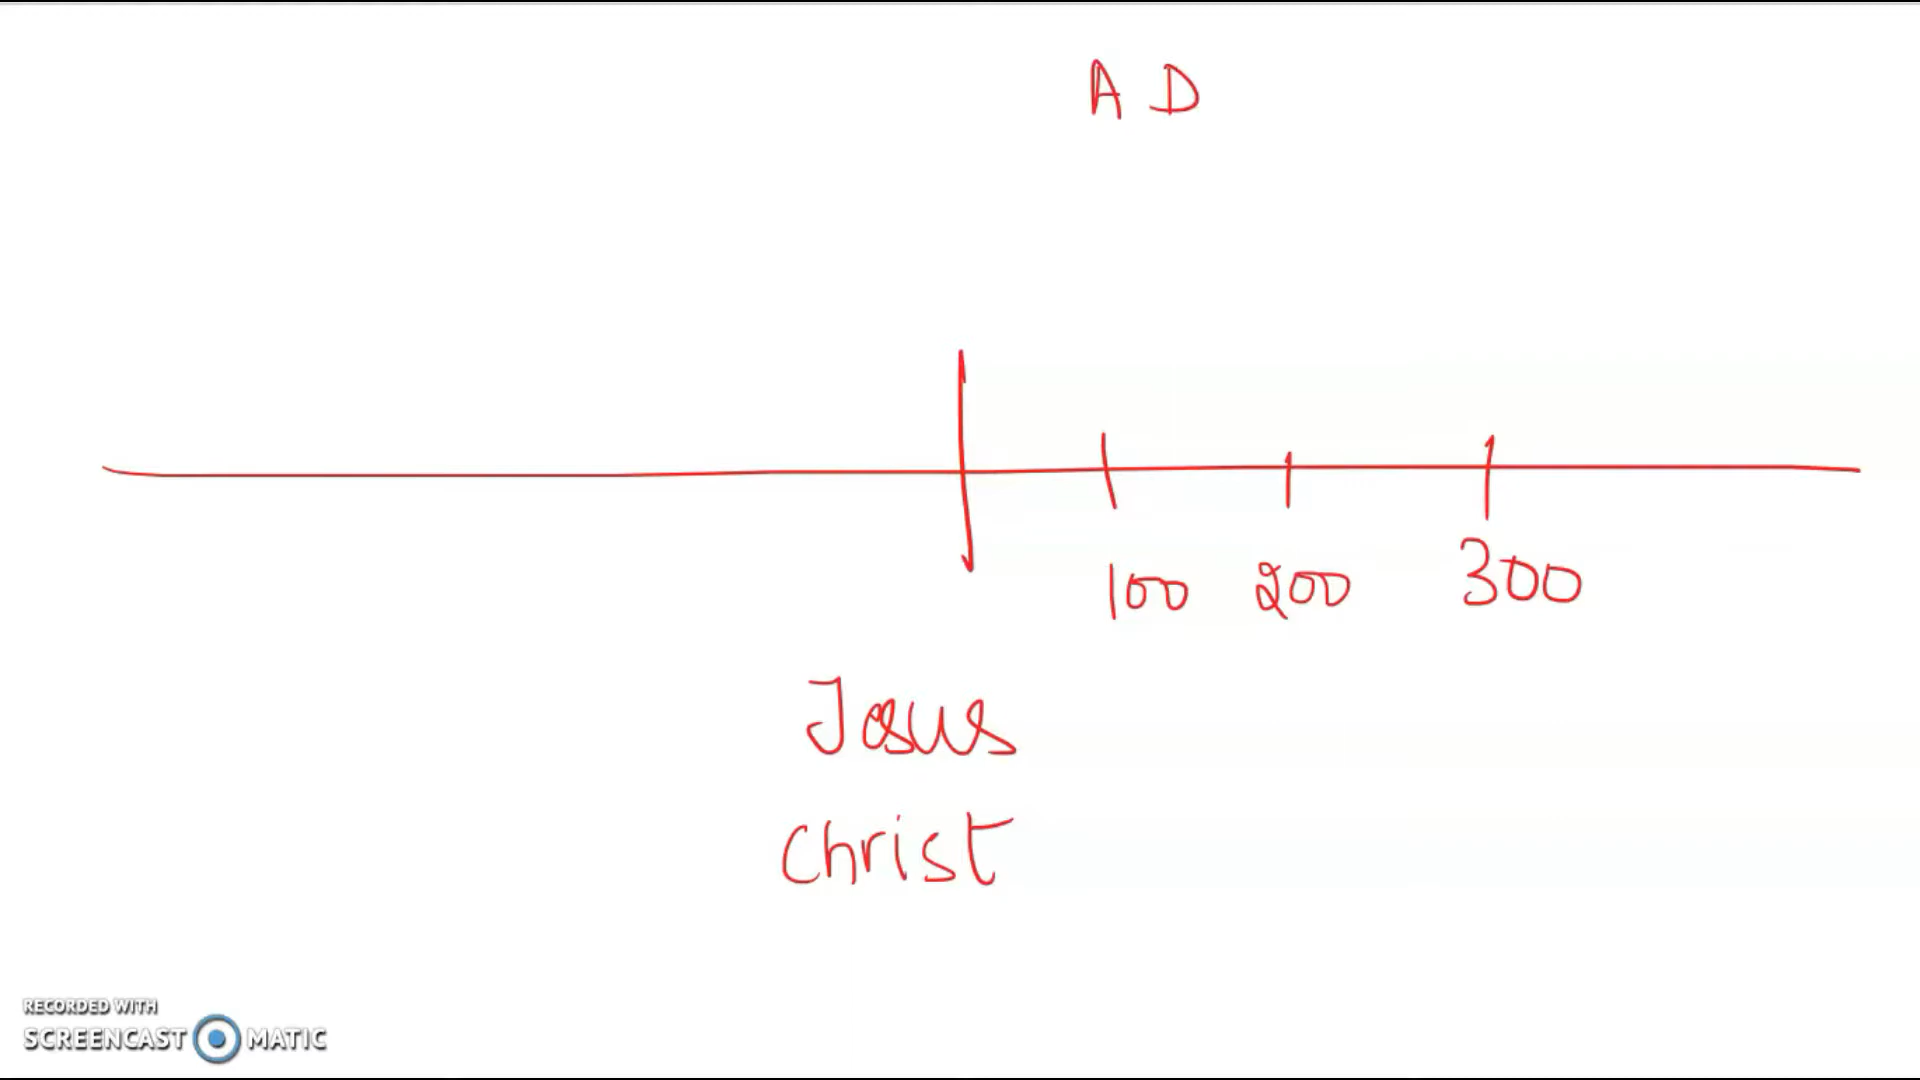 A D
100 200 300
Jesus
Christ
RECORDED WITH
SCREENCAST MATIC